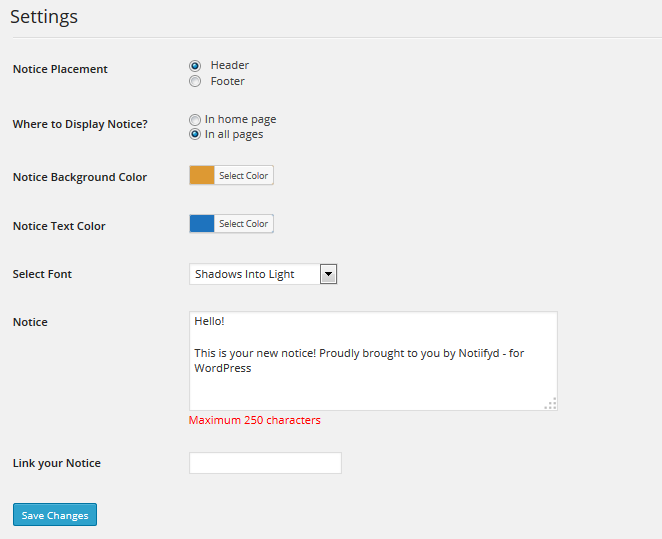 Settings
Notice Placement
Header
Footer
Where to Display Notice?
In home page
In all pages
Notice Background Color
Select Color
Notice Text Color
Select Color
Select Font
Shadows Into Light
Notice
Hello!
This is your new notice! Proudly brought to you by Notiifyd - for
WordPress
Maximum 250 characters
Link your Notice
Save Changes